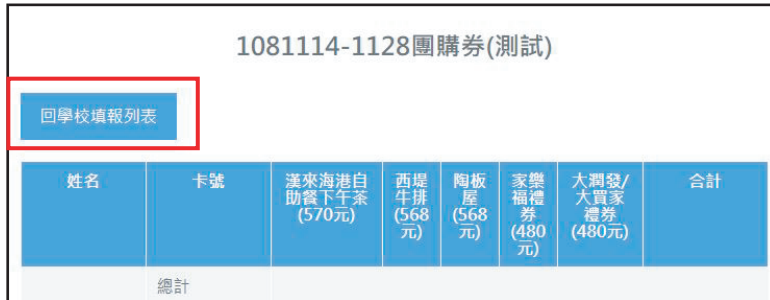 1081114-1128團購券(測試)
回學校填報列表
姓名
卡號
漢來海港自
助餐下午茶
(570元)
西堤
牛排
(568
元)
陶板
屋
(568
元)
家樂
福禮
券
(480
元)
大潤發/
大買家
禮券
(480元)
合計
總計